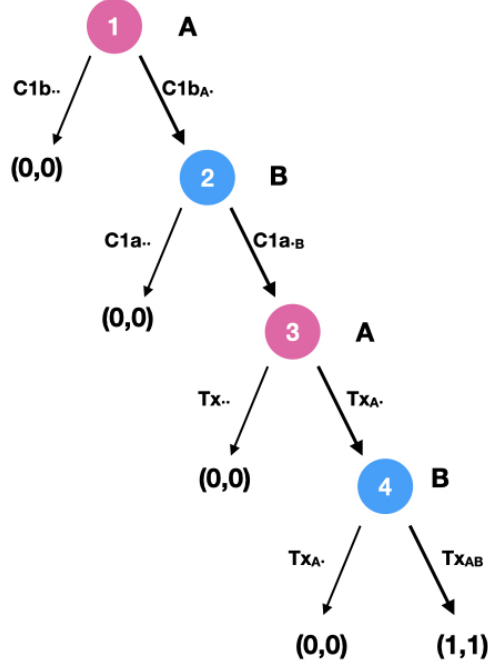 1 A
C1b.. C1bA.
(0,0)
2 B
C1a.. C1a.B
(0,0)
3 A
Tx.. TxA.
(0,0)
4 B
TxA. TxAB
(0,0) (1,1)